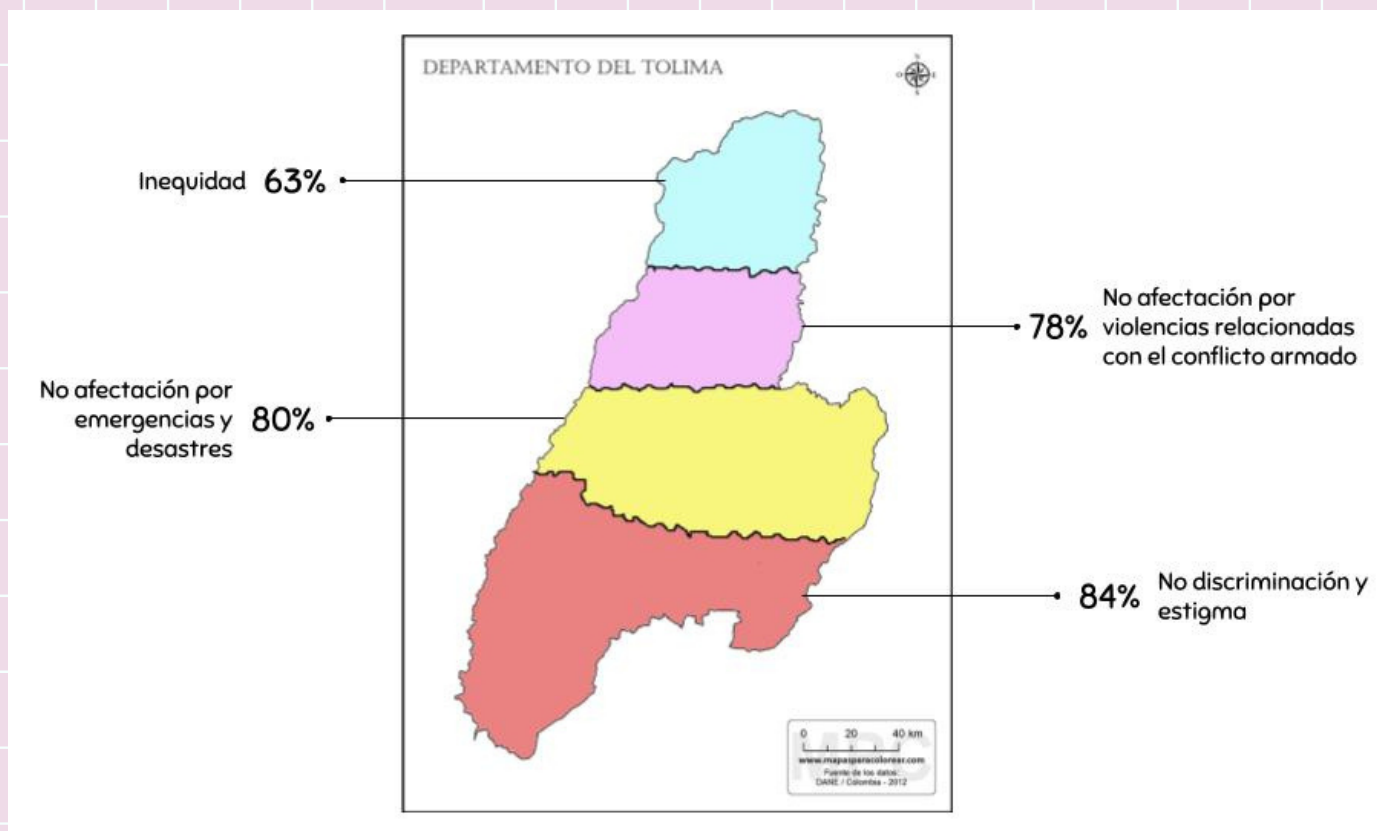 DEPARTAMENTO DEL TOLIMA
N
O
E
S
Inequidad 63%
78%
No afectación por
violencias relacionadas
con el conflicto armado
No afectación por
emergencias y
desastres
80%
84%
No discriminación y
estigma
0 20 40 km
MPC
www.mapasparacolorear.com
Fuente de los datos:
DANE / Colombia - 2012